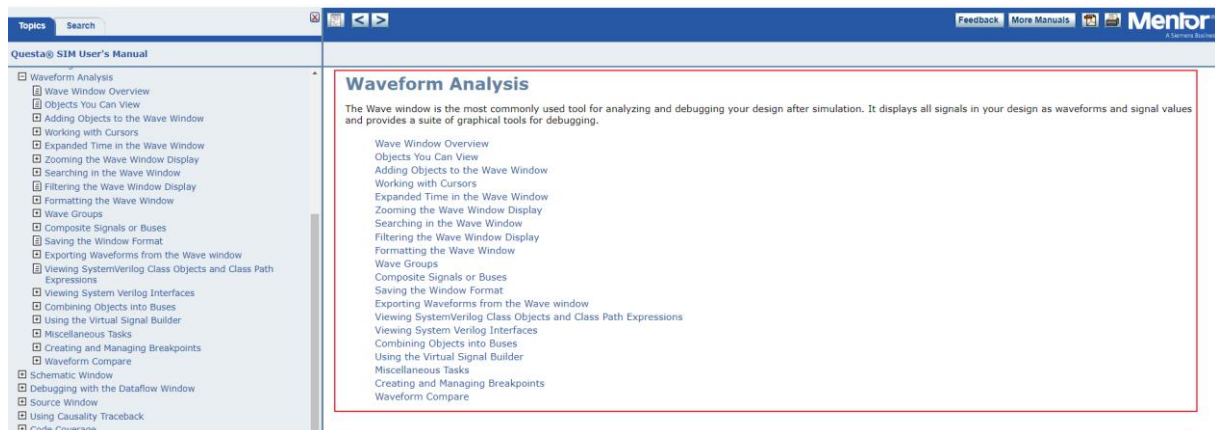 Topics
Search
Feedback
More Manuals
Mentor
A Siemens Business
Questa® SIM User's Manual
Waveform Analysis
Wave Window Overview
Objects You Can View
Adding Objects to the Wave Window
Working with Cursors
Expanded Time in the Wave Window
Zooming the Wave Window Display
Searching in the Wave Window
Filtering the Wave Window Display
Formatting the Wave Window
Wave Groups
Composite Signals or Buses
Saving the Window Format
Exporting Waveforms from the Wave window
Viewing SystemVerilog Class Objects and Class Path
Expressions
Viewing System Verilog Interfaces
Combining Objects into Buses
Using the Virtual Signal Builder
Miscellaneous Tasks
Creating and Managing Breakpoints
Waveform Compare
Schematic Window
Debugging with the Dataflow Window
Source Window
Using Causality Traceback
Code Coverage
Waveform Analysis
The Wave window is the most commonly used tool for analyzing and debugging your design after simulation. It displays all signals in your design as waveforms and signal values
and provides a suite of graphical tools for debugging.
Wave Window Overview
Objects You Can View
Adding Objects to the Wave Window
Working with Cursors
Expanded Time in the Wave Window
Zooming the Wave Window Display
Searching in the Wave Window
Filtering the Wave Window Display
Formatting the Wave Window
Wave Groups
Composite Signals or Buses
Saving the Window Format
Exporting Waveforms from the Wave window
Viewing SystemVerilog Class Objects and Class Path Expressions
Viewing System Verilog Interfaces
Combining Objects into Buses
Using the Virtual Signal Builder
Miscellaneous Tasks
Creating and Managing Breakpoints
Waveform Compare